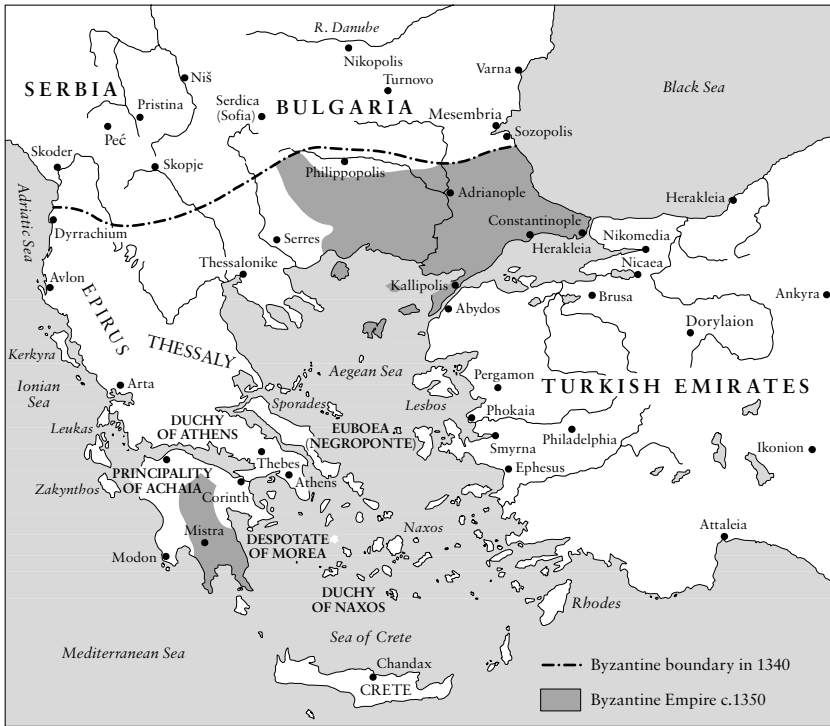 R. Danube
Nikopolis
Varna
Niš
Turnovo
SERBIA
Black Sea
Pristina
Serdica
(Sofia)
BULGARIA
Mesembria
Peć
Sozopolis
Skoder
Skopje
Philippopolis
Adrianople
Adriatic Sea
Herakleia
Constantinople
Dyrrachium
Serres
Herakleia
Nikomedia
Thessalonike
Nicaea
Avlon
Kallipolis
Brusa
Ankyra
Abydos
EPIRUS
THESSALY
Dorylaion
Kerkyra
Aegean Sea
Pergamon
Ionian
Sea
Arta
TURKISH EMIRATES
Sporades
Lesbos
Leukas
DUCHY
OF ATHENS
EUBOEA
(NEGROPONTE)
Phokaia
Smyrna
Philadelphia
Ikonion
Thebes
PRINCIPALITY
OF ACHAIA
Athens
Ephesus
Zakynthos
Corinth
Mistra
DESPOTATE
OF MOREA
Naxos
Attaleia
Modon
DUCHY
OF NAXOS
Rhodes
Sea of Crete
Mediterranean Sea
Chandax
CRETE
Byzantine boundary in 1340
Byzantine Empire c.1350